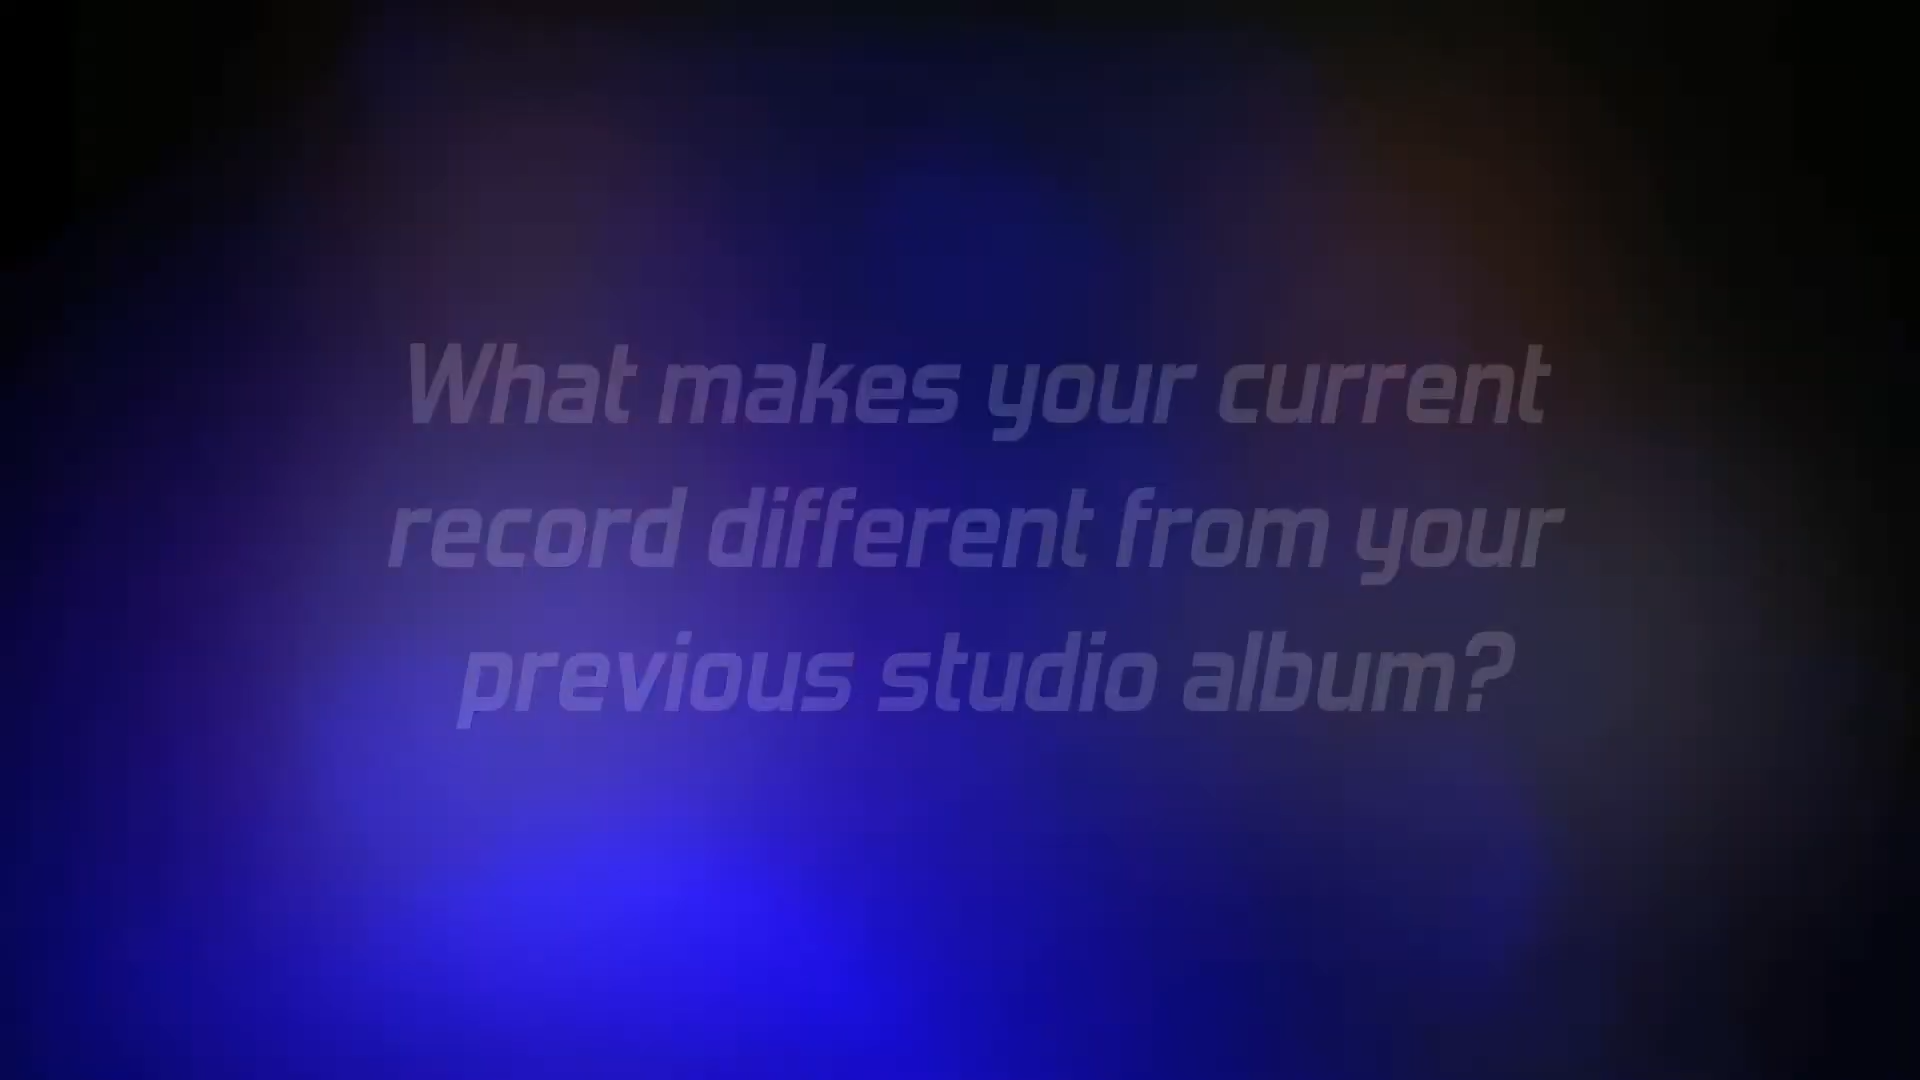 What makes your current
record different from your
previous studio album?